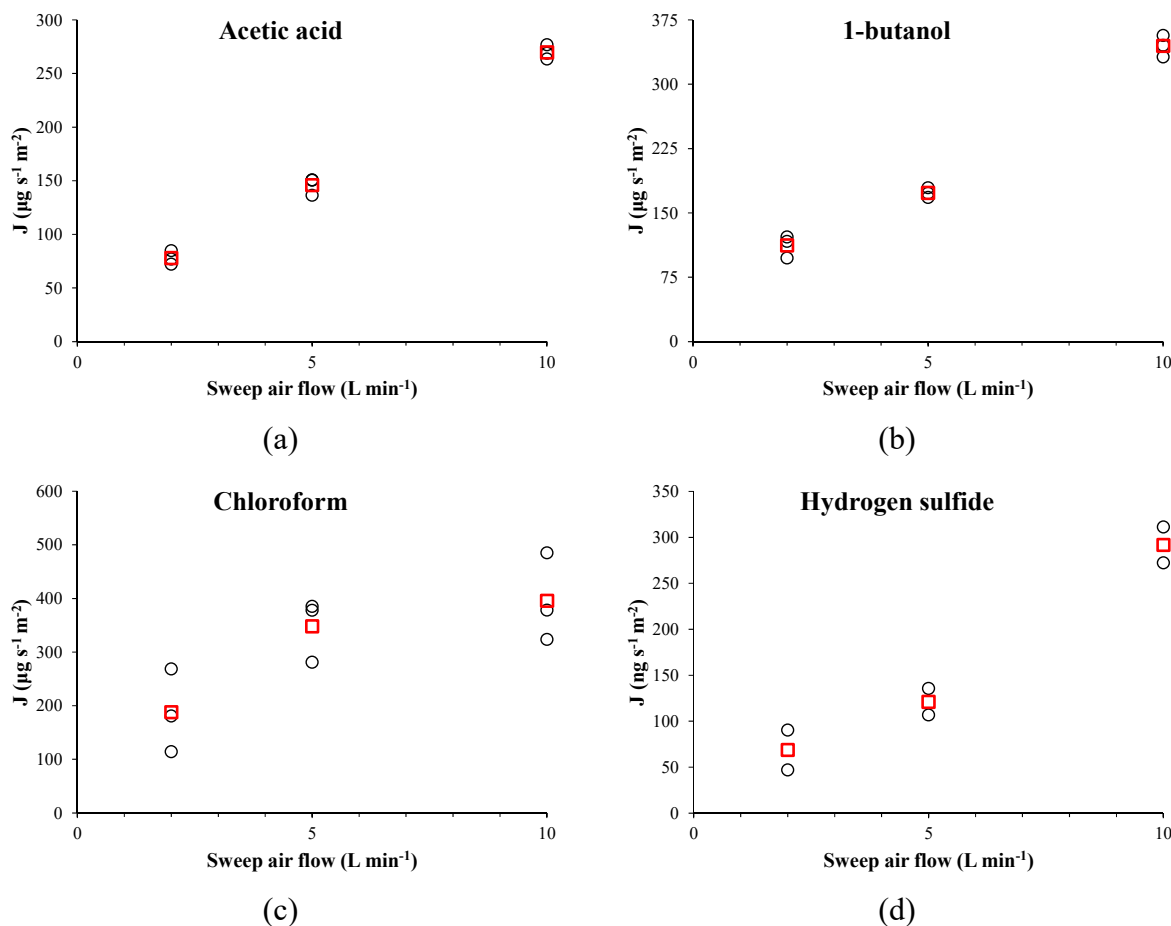 Acetic acid
J (µg s⁻¹ m⁻²)
300
250
200
150
100
50
0
0 5 10
Sweep air flow (L min⁻¹)
(a)
1-butanol
J (µg s⁻¹ m⁻²)
375
300
225
150
75
0
0 5 10
Sweep air flow (L min⁻¹)
(b)
Chloroform
J (µg s⁻¹ m⁻²)
600
500
400
300
200
100
0
0 5 10
Sweep air flow (L min⁻¹)
(c)
Hydrogen sulfide
J (ng s⁻¹ m⁻²)
350
300
250
200
150
100
50
0
0 5 10
Sweep air flow (L min⁻¹)
(d)